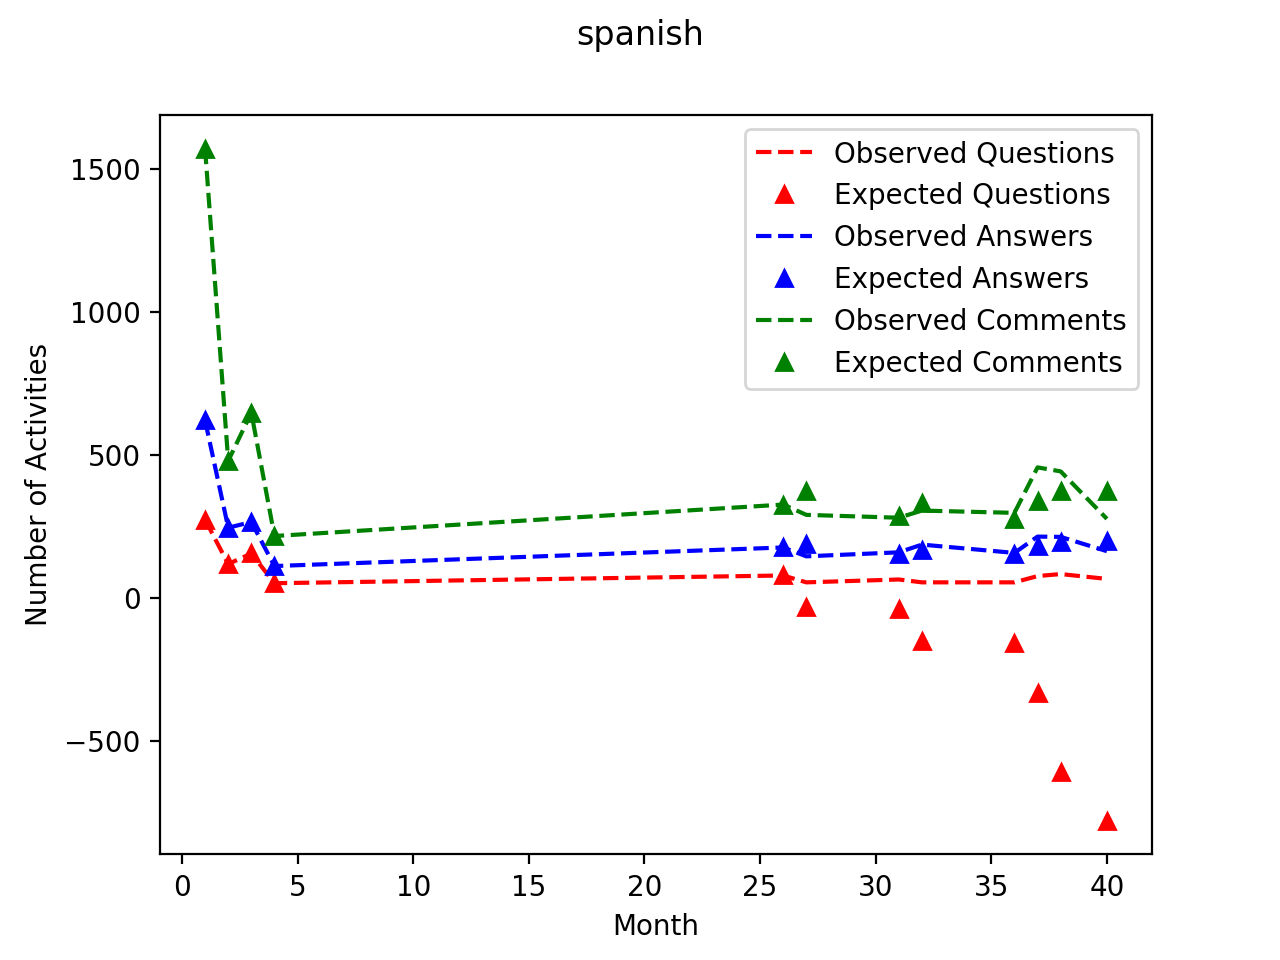 spanish
Observed Questions
Expected Questions
Observed Answers
Expected Answers
Observed Comments
Expected Comments
1500
1000
500
0
−500
Number of Activities
0 5 10 15 20 25 30 35 40
Month